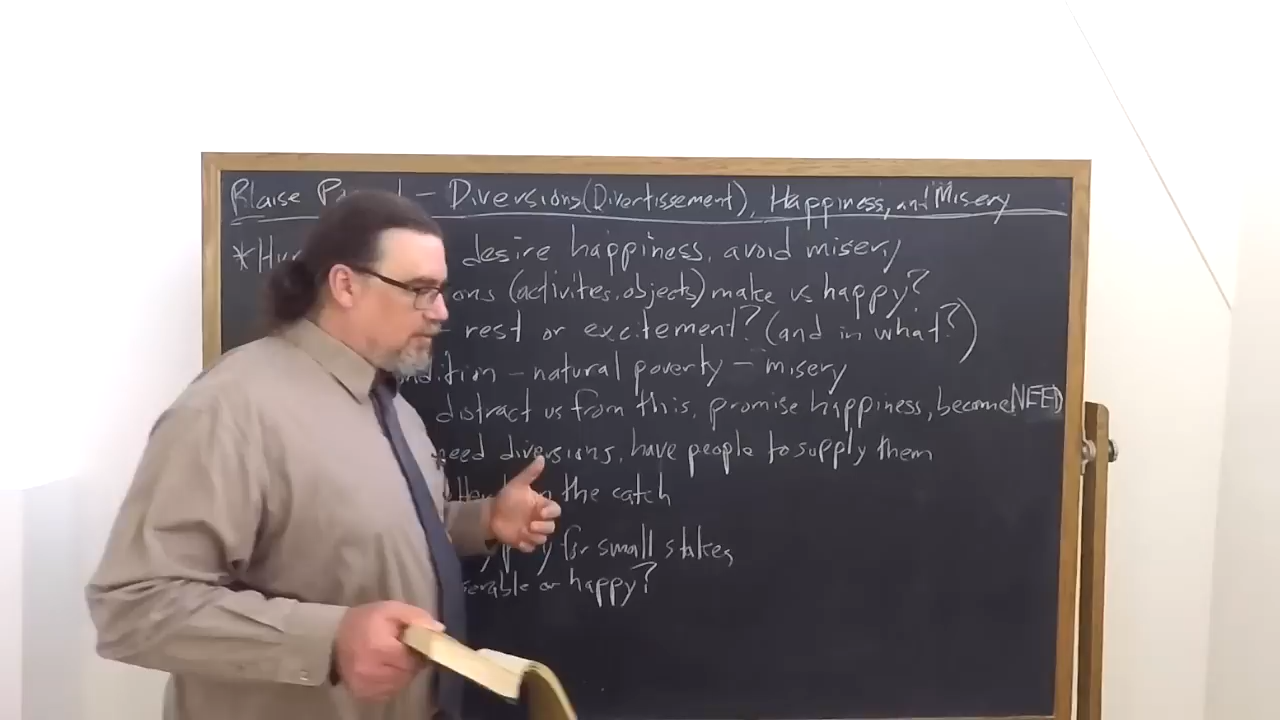 Blaise – Diversions (Divertissement), Happiness, and Misery
* desire happiness, avoid misery
ons (activites, objects) make us happy?
– rest or excitement? (and in what?)
ndition – natural poverty – misery
distract us from this, promise happiness, become NEED
need diversions, have people to supply them
the catch
for small stakes
serable or happy?